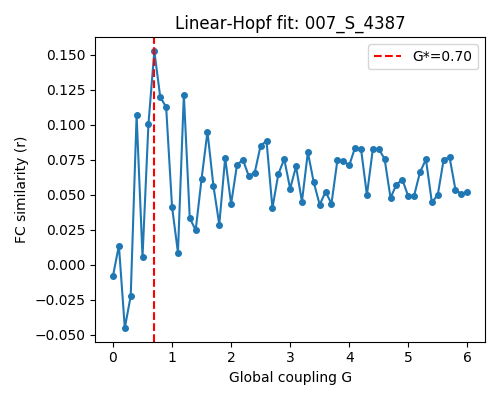 Linear-Hopf fit: 007_S_4387
G*=0.70
FC similarity (r)
0.150
0.125
0.100
0.075
0.050
0.025
0.000
−0.025
−0.050
0 1 2 3 4 5 6
Global coupling G